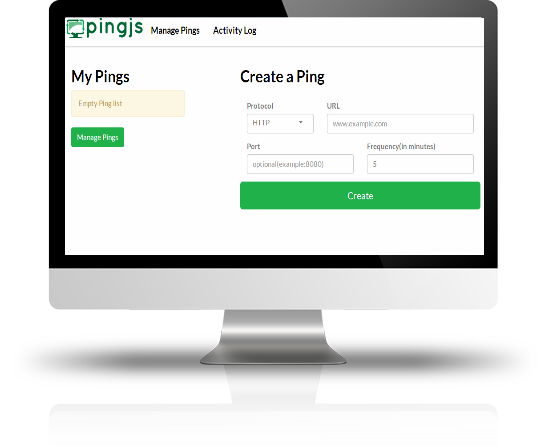 pingjs Manage Pings Activity Log
My Pings
Empty Ping list
Manage Pings
Create a Ping
Protocol URL
HTTP www.example.com
Port Frequency(in minutes)
optional(example:8080) 5
Create